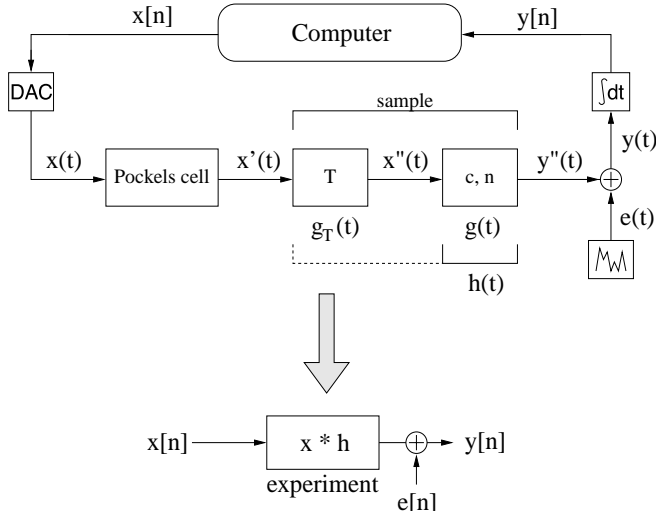 x[n]
Computer
y[n]
DAC
∫dt
sample
x(t)
Pockels cell
x'(t)
T
x"(t)
c, n
y"(t)
y(t)
e(t)
g_T(t)
g(t)
h(t)
x[n]
x * h
y[n]
experiment
e[n]